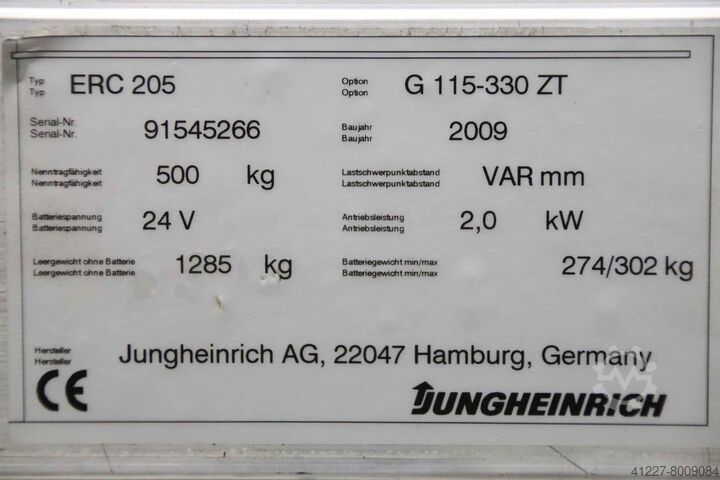 Typ
Typ ERC 205 Option
Option G 115-330 ZT
Serial-Nr.
Serial-Nr. 91545266 Baujahr
Baujahr 2009
Nenntragfähigkeit
Nenntragfähigkeit 500 kg Lastschwerpunktabstand
Lastschwerpunktabstand VAR mm
Batteriespannung
Batteriespannung 24 V Antriebsleistung
Antriebsleistung 2,0 kW
Leergewicht ohne Batterie
Leergewicht ohne Batterie 1285 kg Batteriegewicht min/max
Batteriegewicht min/max 274/302 kg
Hersteller
Hersteller Jungheinrich AG, 22047 Hamburg, Germany
CE JUNGHEINRICH
41227-8009084